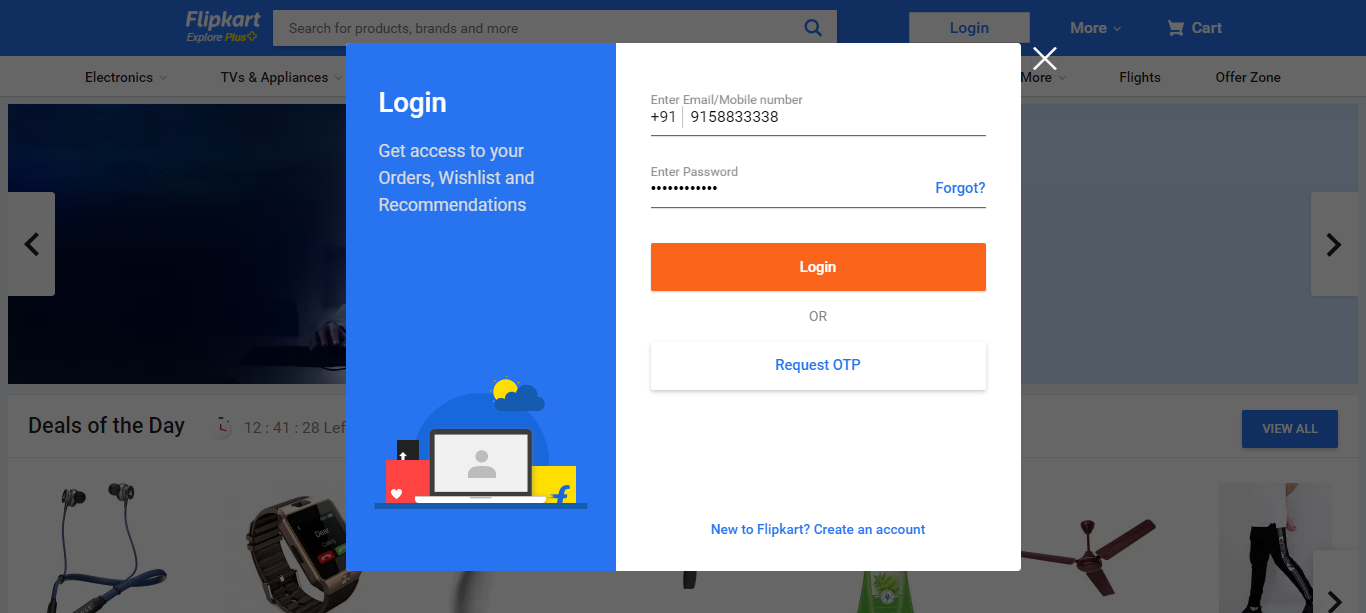 Flipkart
Explore Plus
Search for products, brands and more
Login
More
Cart
Electronics
TVs & Appliances
More
Flights
Offer Zone
Login
Get access to your
Orders, Wishlist and
Recommendations
Enter Email/Mobile number
+91 9158833338
Enter Password
••••••••••••
Forgot?
Login
OR
Request OTP
New to Flipkart? Create an account
Deals of the Day
12 : 41 : 28 Lef
VIEW ALL
Dear
f